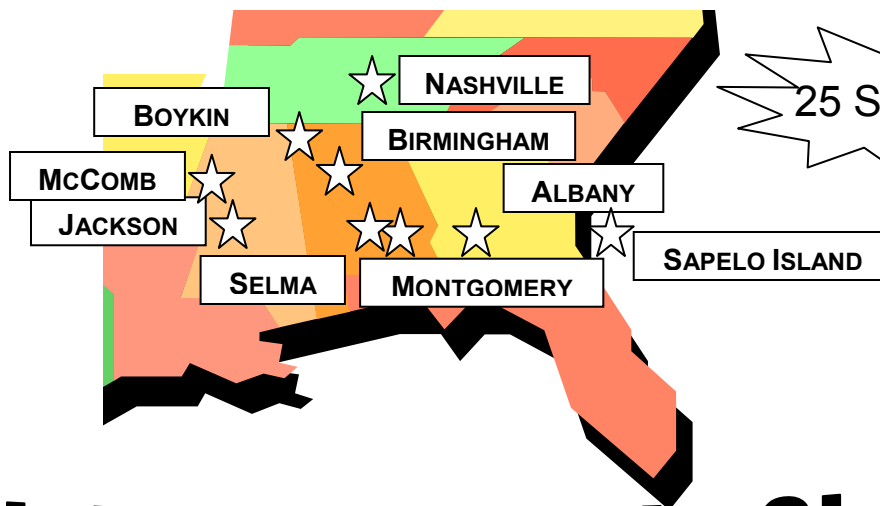 NASHVILLE
25 S
BOYKIN
BIRMINGHAM
MCCOMB
ALBANY
JACKSON
SAPELO ISLAND
SELMA
MONTGOMERY